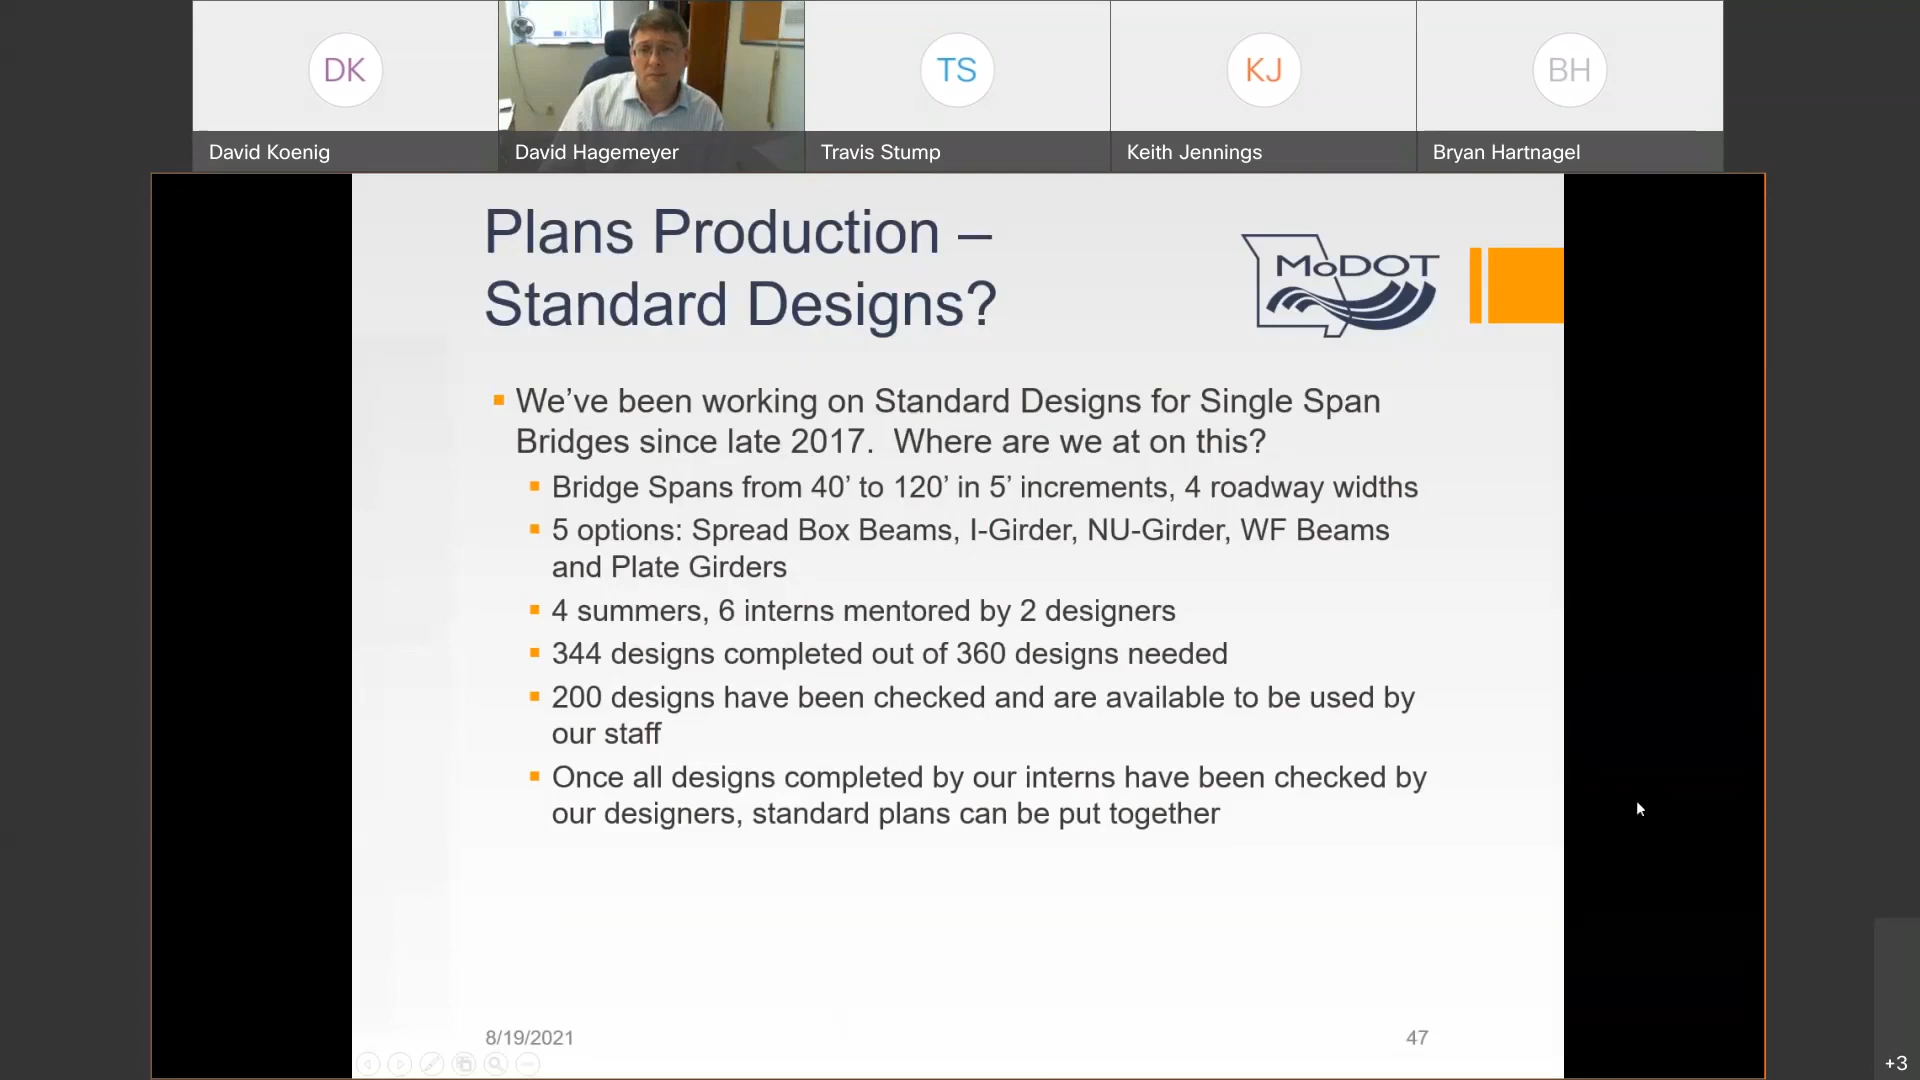 DK
TS
KJ
BH
David Koenig
David Hagemeyer
Travis Stump
Keith Jennings
Bryan Hartnagel
Plans Production –
Standard Designs?
MoDOT
We’ve been working on Standard Designs for Single Span
Bridges since late 2017.  Where are we at on this?
Bridge Spans from 40’ to 120’ in 5’ increments, 4 roadway widths
5 options: Spread Box Beams, I-Girder, NU-Girder, WF Beams
and Plate Girders
4 summers, 6 interns mentored by 2 designers
344 designs completed out of 360 designs needed
200 designs have been checked and are available to be used by
our staff
Once all designs completed by our interns have been checked by
our designers, standard plans can be put together
8/19/2021
47
+3